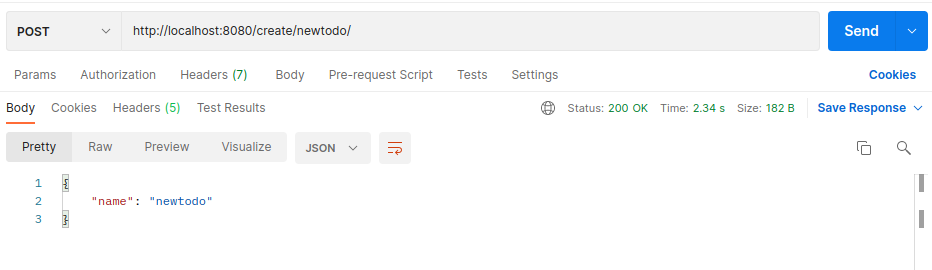 POST http://localhost:8080/create/newtodo/ Send
Params Authorization Headers (7) Body Pre-request Script Tests Settings Cookies
Body Cookies Headers (5) Test Results Status: 200 OK Time: 2.34 s Size: 182 B Save Response
Pretty Raw Preview Visualize JSON
1 {
2 "name": "newtodo"
3 }